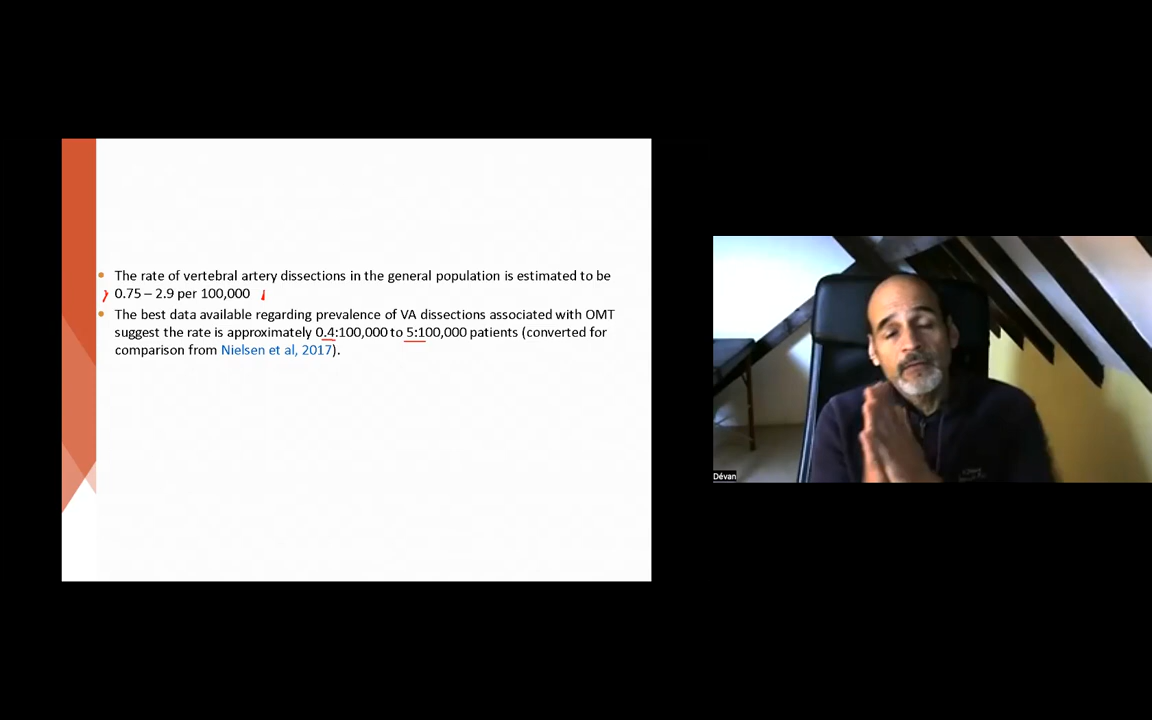 The rate of vertebral artery dissections in the general population is estimated to be
0.75 – 2.9 per 100,000
The best data available regarding prevalence of VA dissections associated with OMT
suggest the rate is approximately 0.4:100,000 to 5:100,000 patients (converted for
comparison from Nielsen et al, 2017).
Dévan